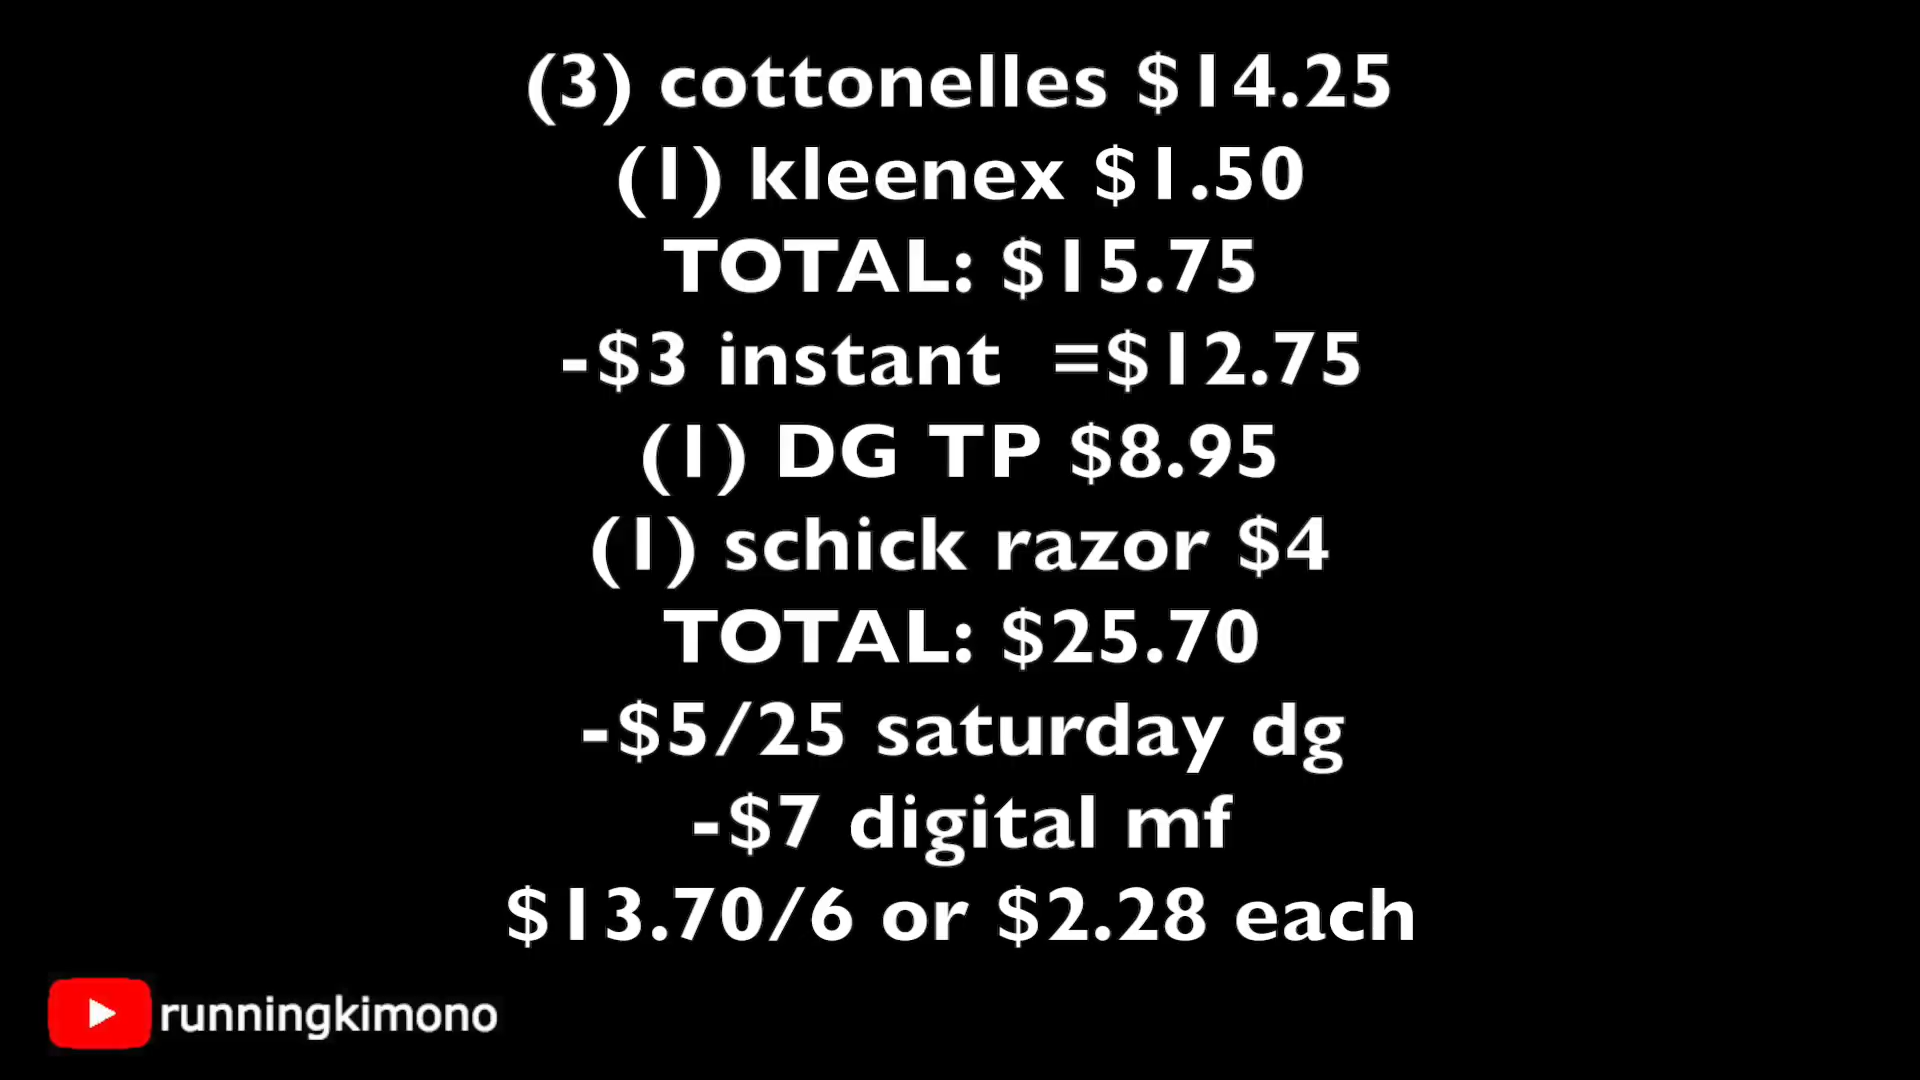 (3) cottonelles $14.25
(1) kleenex $1.50
TOTAL: $15.75
-$3 instant  =$12.75
(1) DG TP $8.95
(1) schick razor $4
TOTAL: $25.70
-$5/25 saturday dg
-$7 digital mf
$13.70/6 or $2.28 each
runningkimono